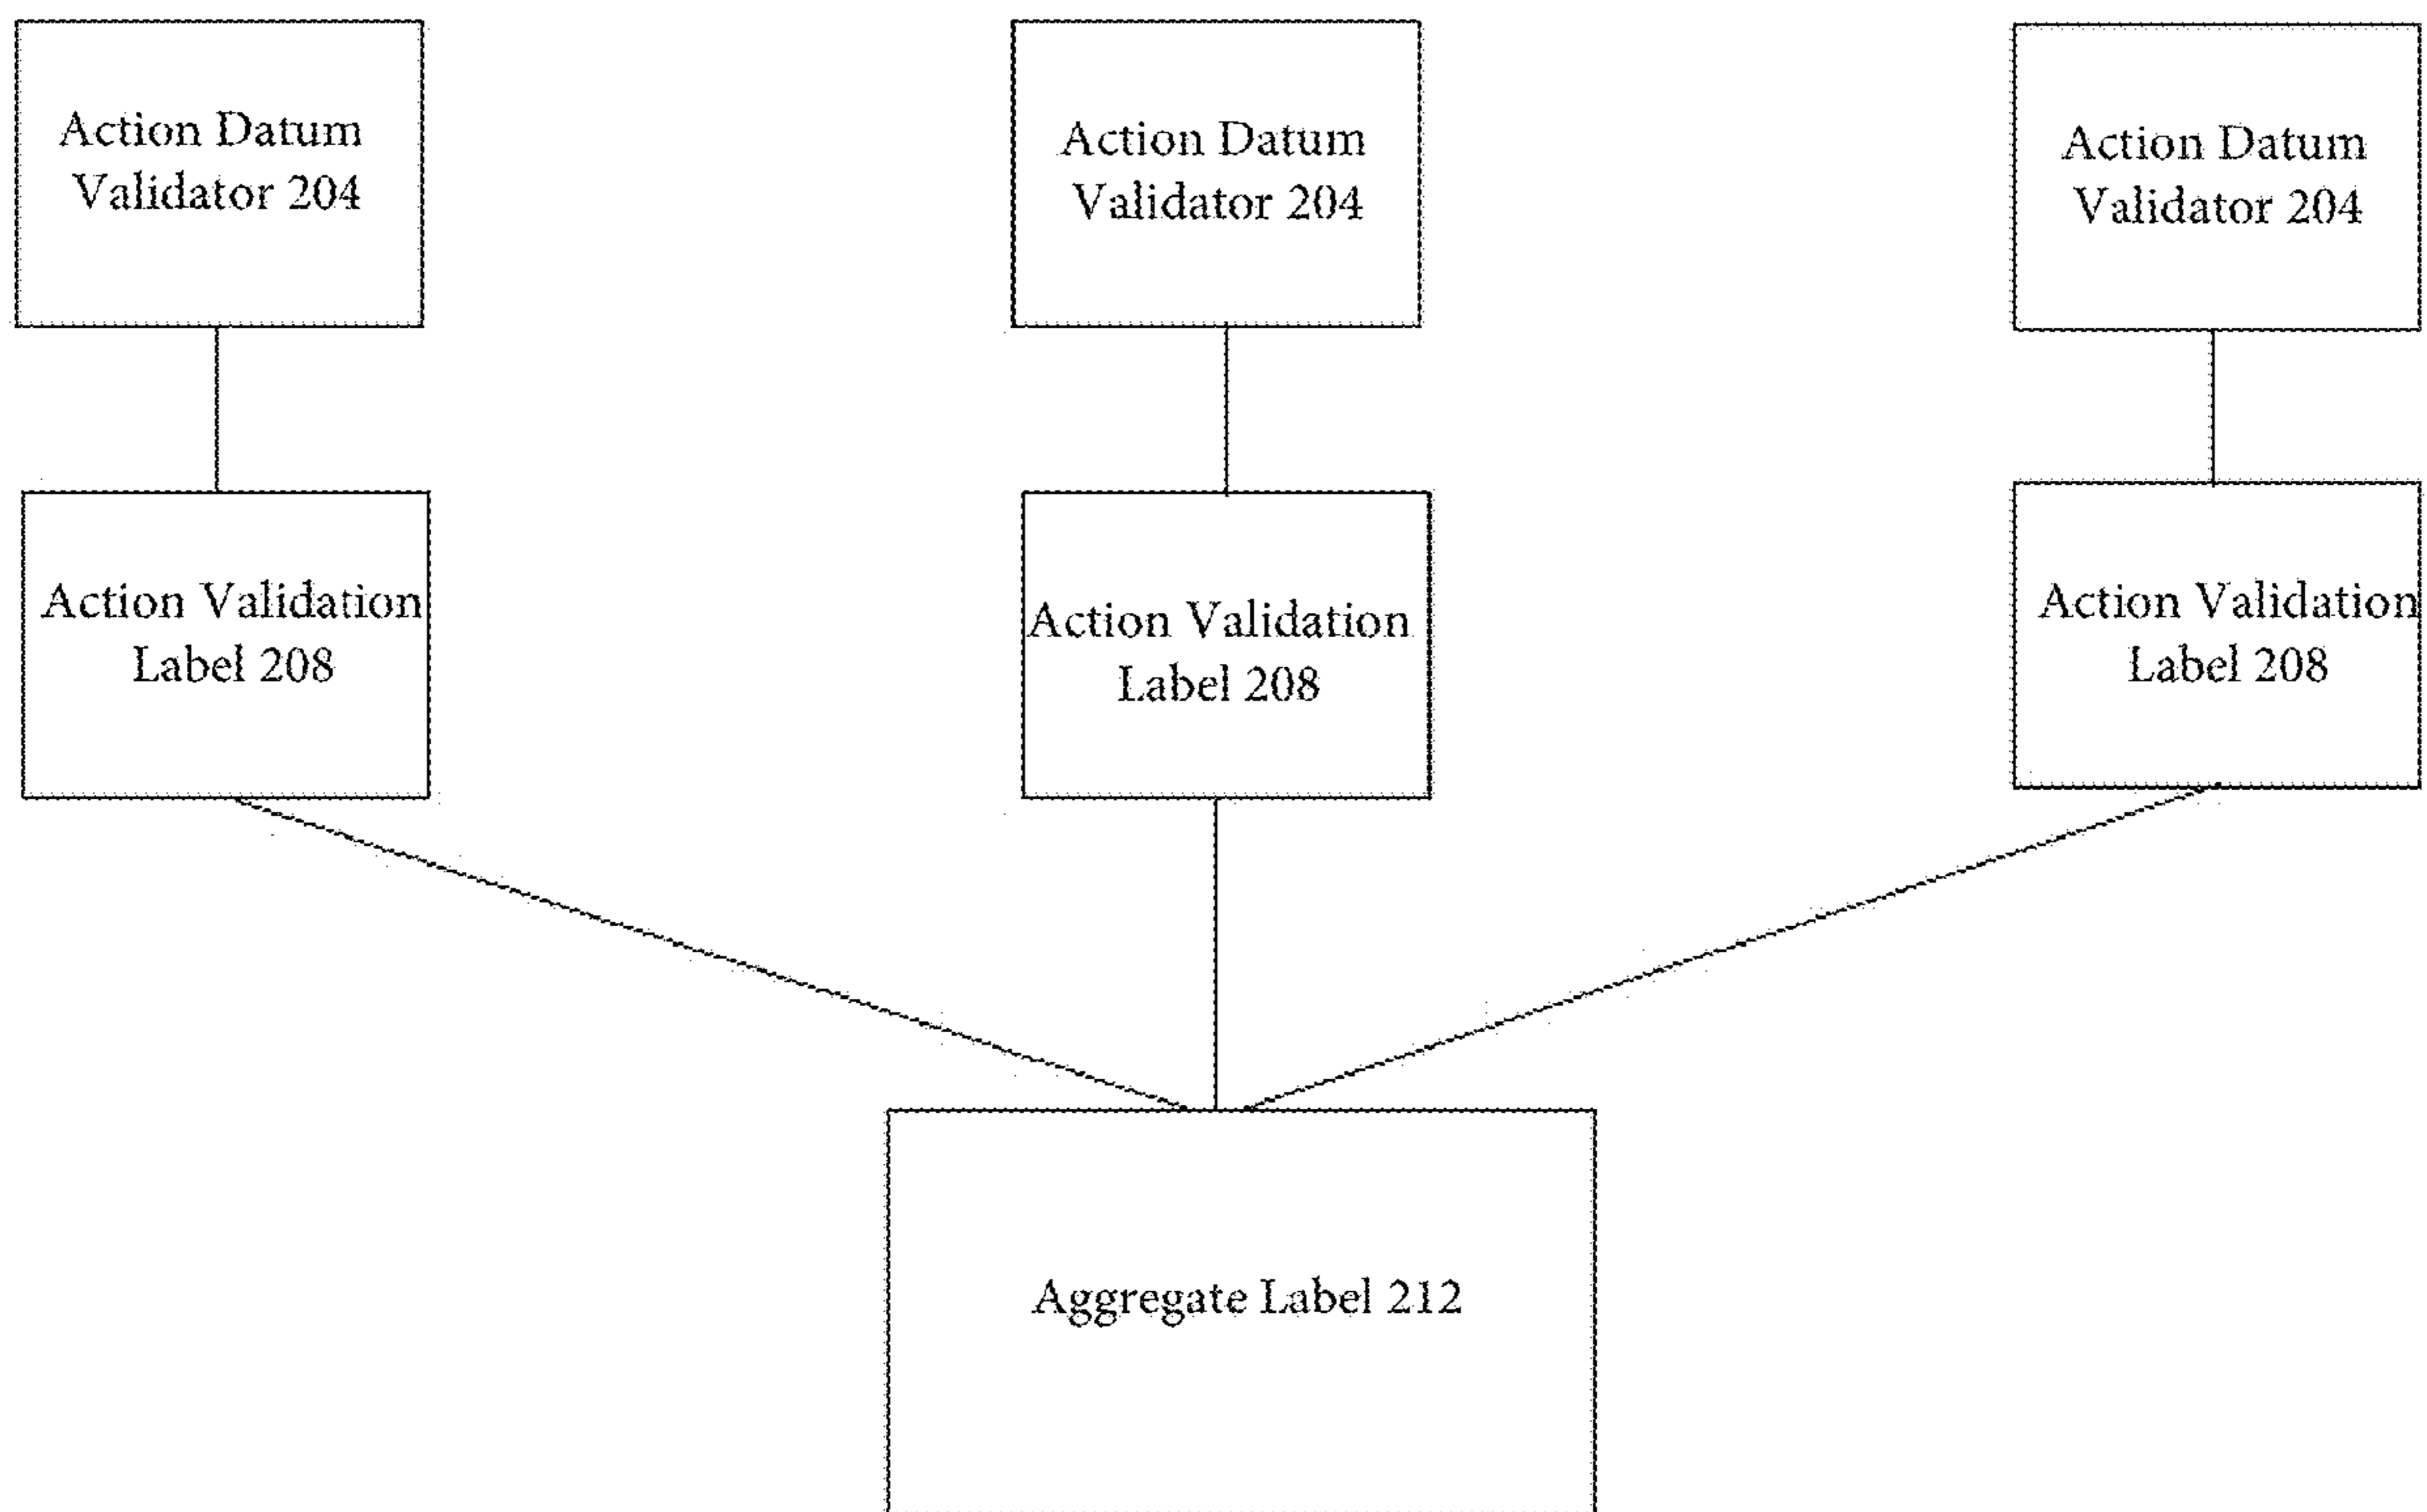 Action Datum
Validator 204
Action Datum
Validator 204
Action Datum
Validator 204
Action Validation
Label 208
Action Validation
Label 208
Action Validation
Label 208
Aggregate Label 212